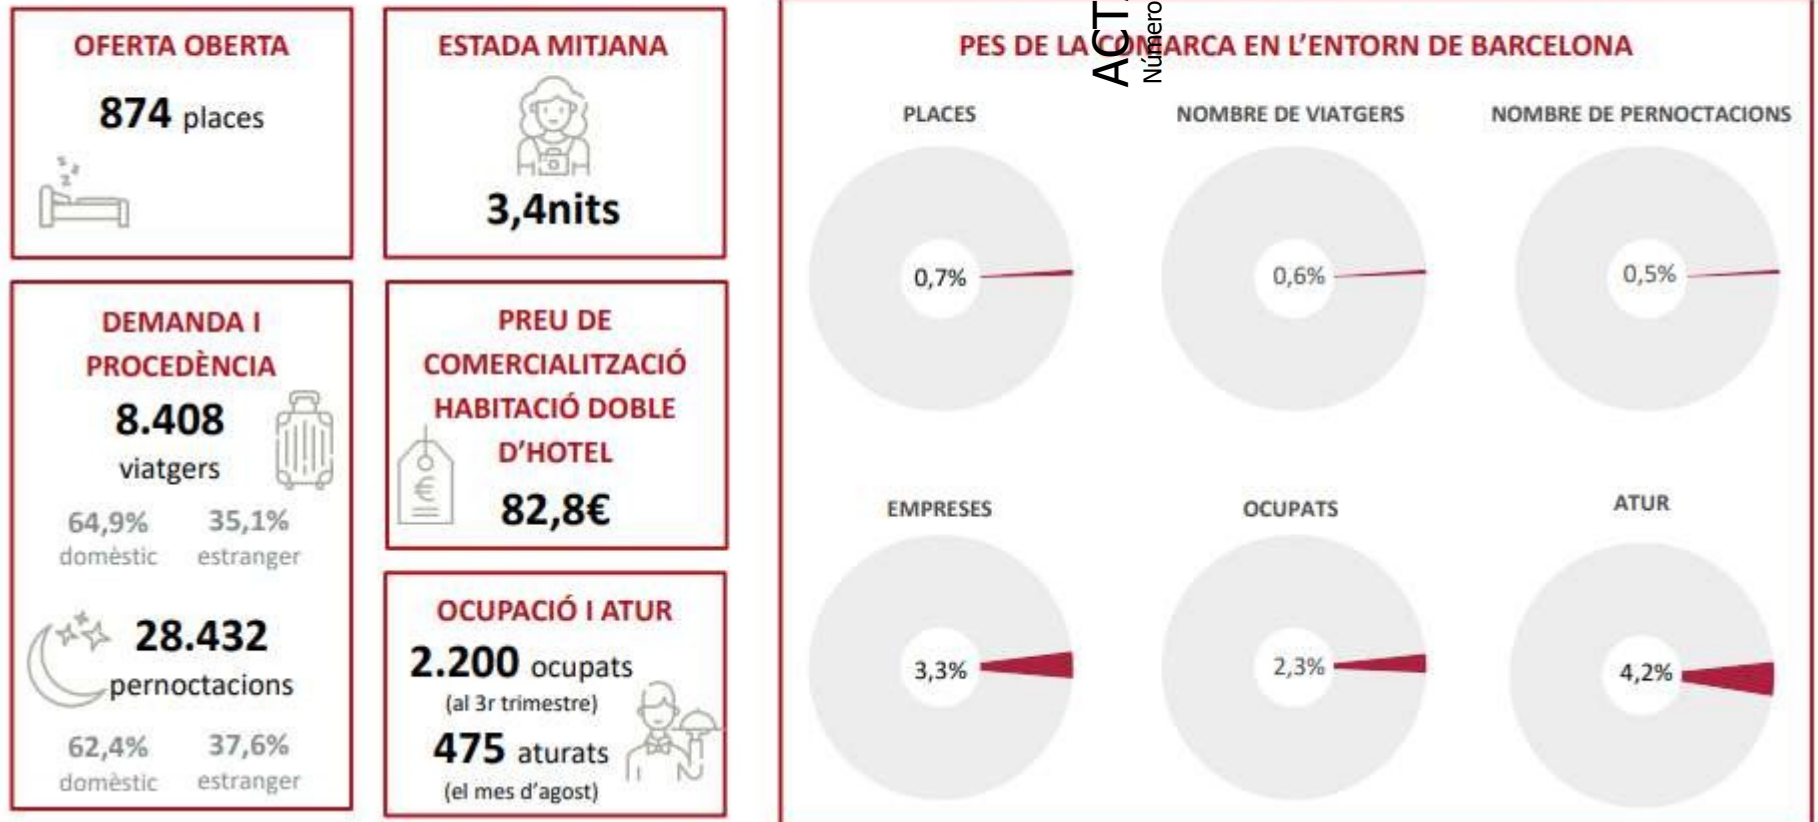 OFERTA OBERTA
874 places
ESTADA MITJANA
3,4nits
DEMANDA I
PROCEDÈNCIA
8.408
viatgers
64,9% 35,1%
domèstic estranger
28.432
pernoctacions
62,4% 37,6%
domèstic estranger
PREU DE
COMERCIALITZACIÓ
HABITACIÓ DOBLE
D'HOTEL
€
82,8€
OCUPACIÓ I ATUR
2.200 ocupats
(al 3r trimestre)
475 aturats
(el mes d'agost)
PES DE LA COMARCA EN L'ENTORN DE BARCELONA
ACT
Número
PLACES
0,7%
NOMBRE DE VIATGERS
0,6%
NOMBRE DE PERNOCTACIONS
0,5%
EMPRESES
3,3%
OCUPATS
2,3%
ATUR
4,2%